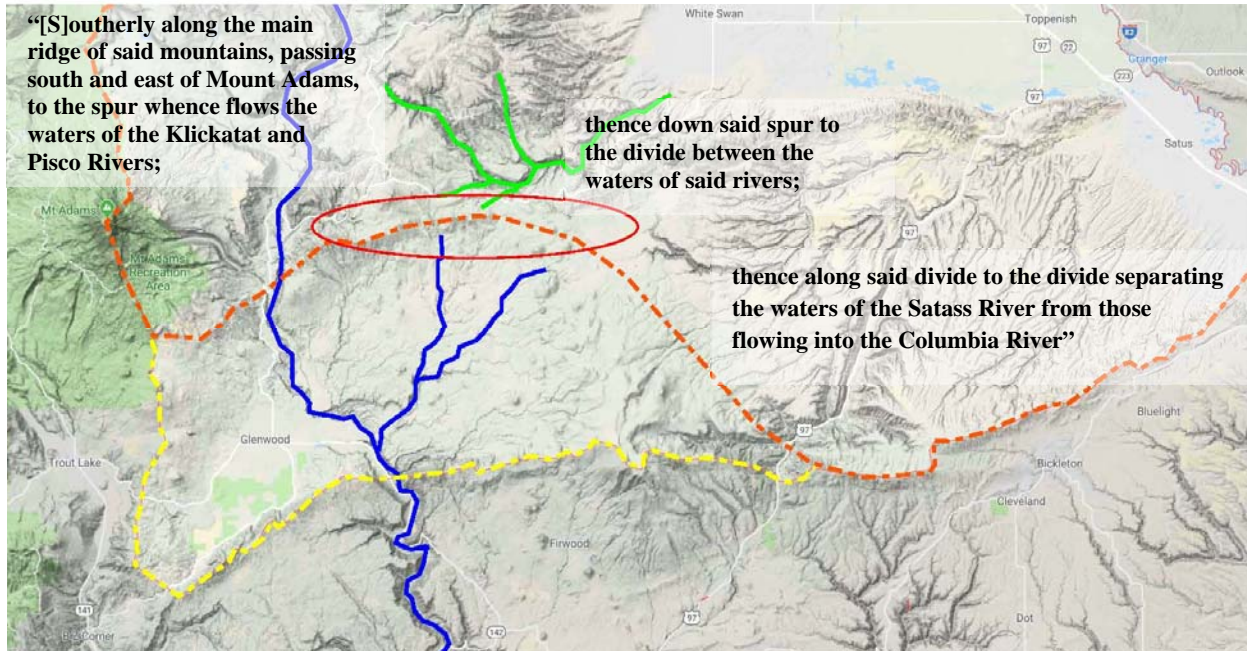 “[S]outherly along the main
ridge of said mountains, passing
south and east of Mount Adams,
to the spur whence flows the
waters of the Klickatat and
Pisco Rivers;
thence down said spur to
the divide between the
waters of said rivers;
thence along said divide to the divide separating
the waters of the Satass River from those
flowing into the Columbia River”
White Swan
Toppenish
97
22
82
Granger
223
Outlook
97
Satus
Mt Adams
Mt Adams
Recreation
Area
97
97
Bluelight
Glenwood
Trout Lake
Bickleton
Cleveland
Firwood
141
142
97
Dot